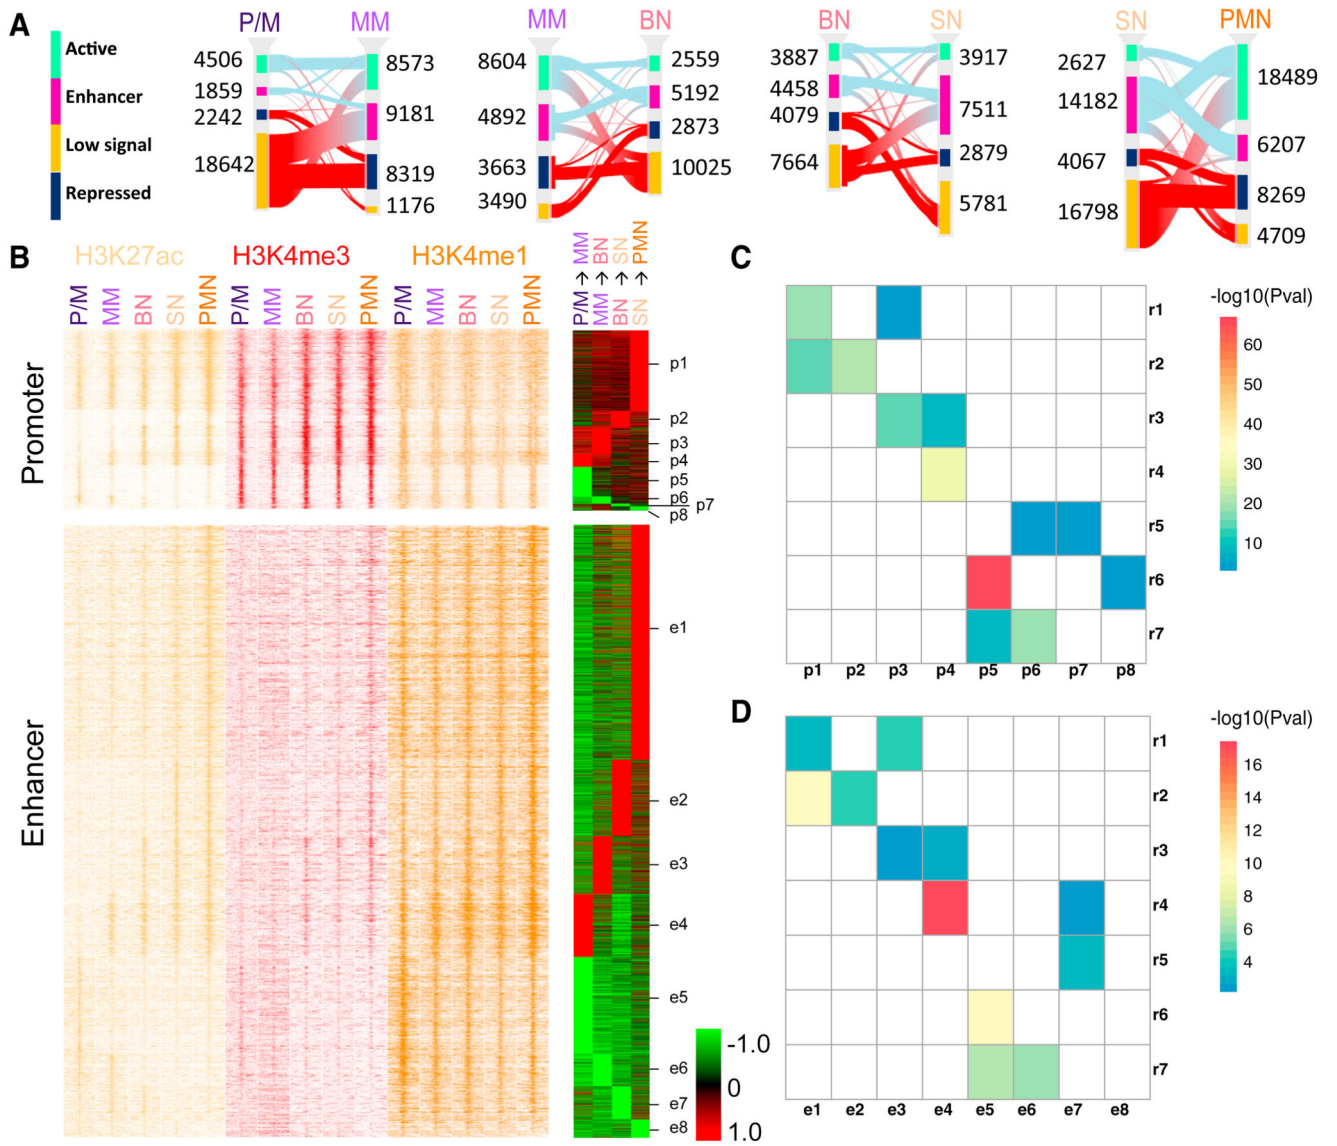 A
P/M MM
MM BN
BN SN
SN PMN
Active
Enhancer
Low signal
Repressed
4506 8573
1859 9181
2242 8319
18642 1176
8604 2559
4892 5192
3663 2873
3490 10025
3887 3917
4458 7511
4079 2879
7664 5781
2627 18489
14182 6207
4067 8269
16798 4709
B
H3K27ac H3K4me3 H3K4me1
P/M MM BN SN PMN P/M MM BN SN PMN P/M MM BN SN PMN
P/M → MM
MM → BN
BN → SN
SN → PMN
Promoter
p1
p2
p3
p4
p5
p6
p7
p8
Enhancer
e1
e2
e3
e4
e5
e6
e7
e8
-1.0
0
1.0
C
-log10(Pval)
r1
r2
r3
r4
r5
r6
r7
p1 p2 p3 p4 p5 p6 p7 p8
60
50
40
30
20
10
D
-log10(Pval)
r1
r2
r3
r4
r5
r6
r7
e1 e2 e3 e4 e5 e6 e7 e8
16
14
12
10
8
6
4